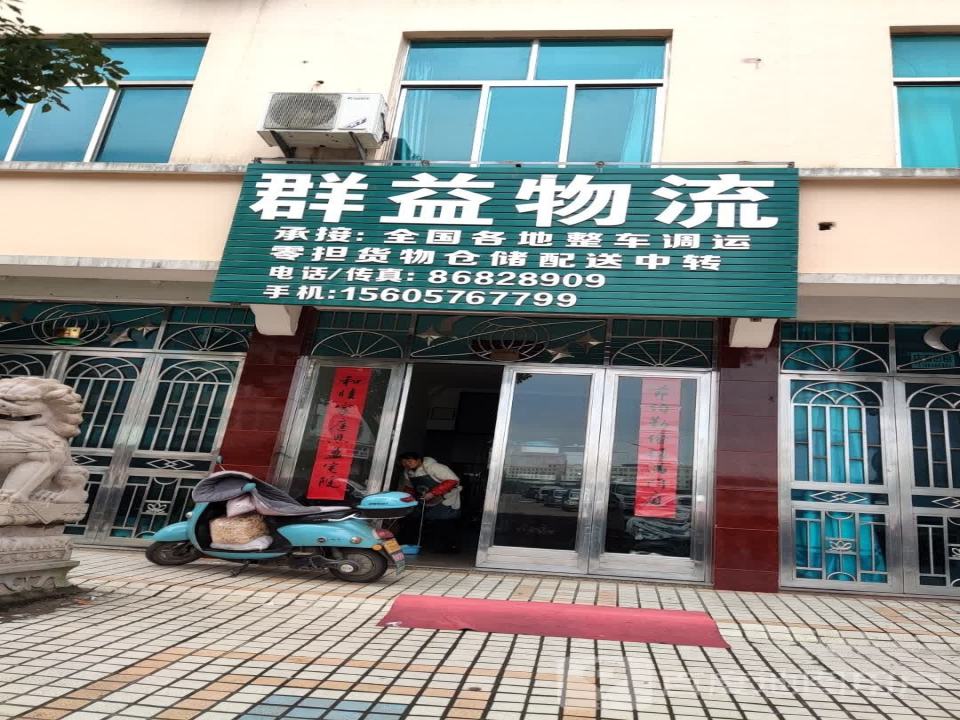 群益物流
承接：全国各地整车调运
零担货物仓储配送中转
电话/传真：86828909
手机:15605767799